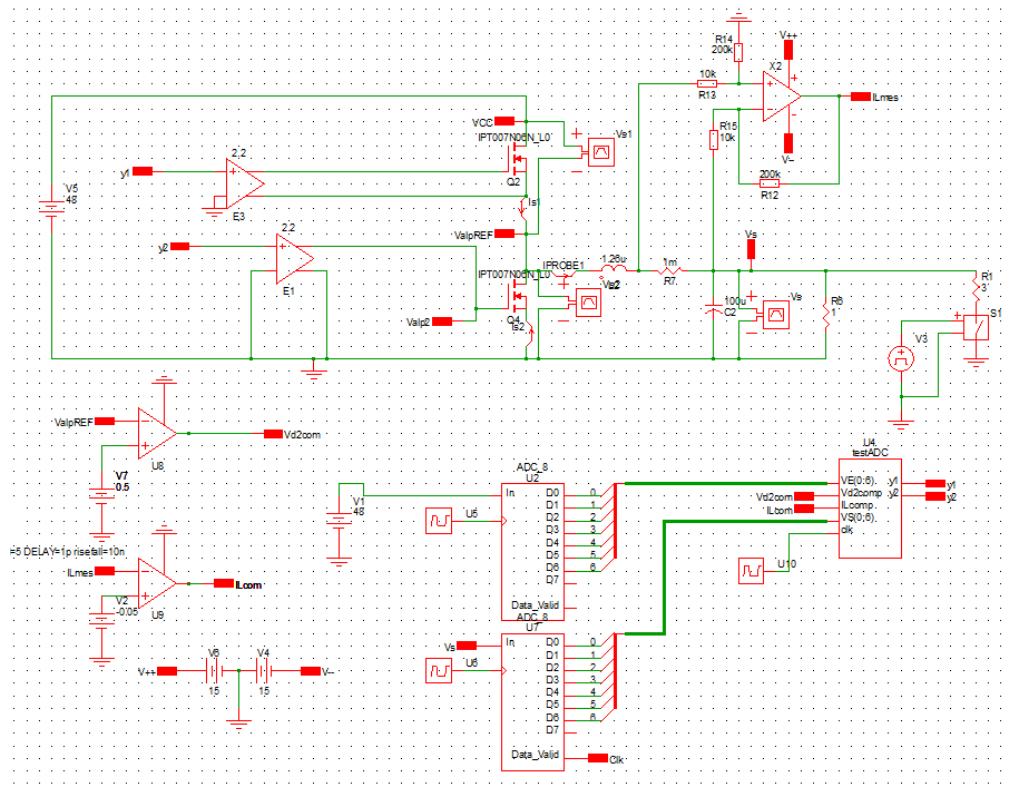 R14
200k
V++
X2
10k
R13
ILmes
VCC
IPT007N06N_L0
Vs1
R15
10k
2.2
y1
Q2
V5
48
E3
Is1
200k
R12
V--
2.2
ValpREF
y2
Vs
IPROBE1
1.26u
1m
R7
IPT007N06N_L0
R1
3
E1
100u
C2
Vs
R6
1
S1
Valp2
Q4
Is2
V3
ValpREF
Vd2com
U8
V7
0.5
U4
testADC
ADC_8
U2
VE(0:6)
y1
y1
Vd2com
Vd2comp
y2
y2
ILcom
ILcomp
VS(0:6)
clk
In
D0
0
D1
1
D2
2
D3
3
D4
4
D5
5
D6
6
D7
V1
48
U5
U10
=5 DELAY=1p risefall=10n
ILmes
ILcom
V2
-0.05
U9
Data_Valid
ADC_8
U7
Vs
In
D0
0
D1
1
D2
2
D3
3
D4
4
D5
5
D6
6
D7
U6
V++
V6
V4
V--
15
15
Data_Valid
Clk